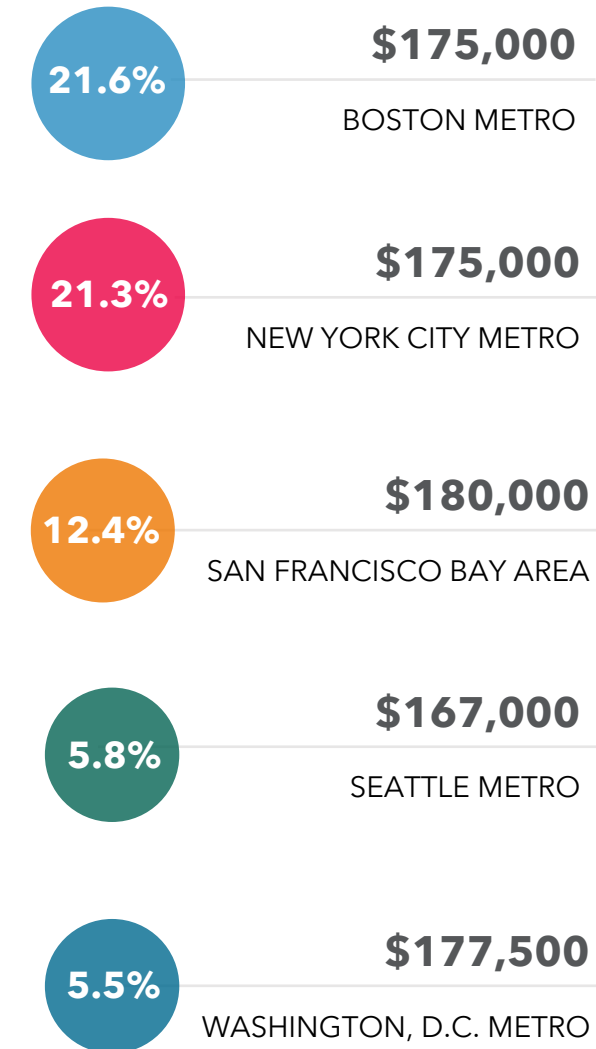 21.6%
$175,000
BOSTON METRO
21.3%
$175,000
NEW YORK CITY METRO
12.4%
$180,000
SAN FRANCISCO BAY AREA
5.8%
$167,000
SEATTLE METRO
5.5%
$177,500
WASHINGTON, D.C. METRO